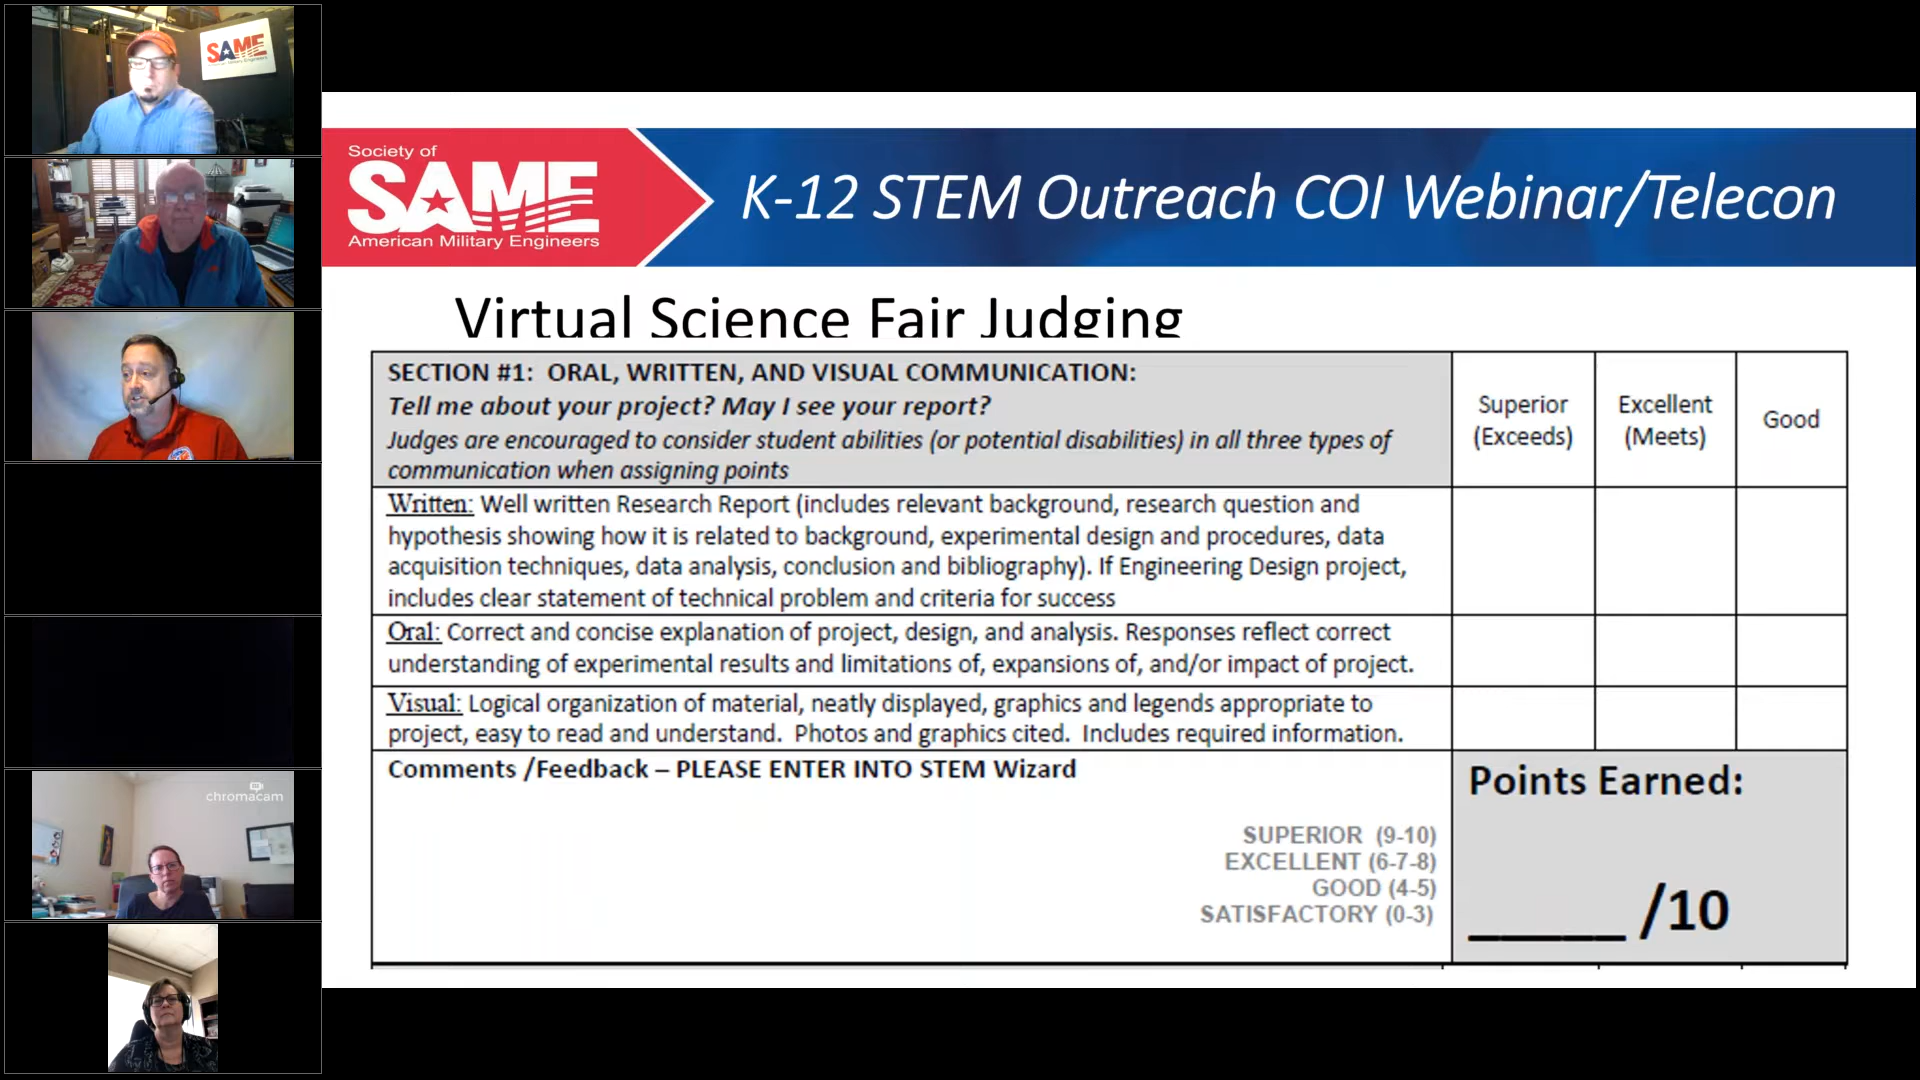 SAME
chromacam
Society of
SAME
American Military Engineers
K-12 STEM Outreach COI Webinar/Telecon
Virtual Science Fair Judging
SECTION #1:  ORAL, WRITTEN, AND VISUAL COMMUNICATION:
Tell me about your project? May I see your report?
Judges are encouraged to consider student abilities (or potential disabilities) in all three types of
communication when assigning points
Superior
(Exceeds)
Excellent
(Meets)
Good
Written: Well written Research Report (includes relevant background, research question and
hypothesis showing how it is related to background, experimental design and procedures, data
acquisition techniques, data analysis, conclusion and bibliography). If Engineering Design project,
includes clear statement of technical problem and criteria for success
Oral: Correct and concise explanation of project, design, and analysis. Responses reflect correct
understanding of experimental results and limitations of, expansions of, and/or impact of project.
Visual: Logical organization of material, neatly displayed, graphics and legends appropriate to
project, easy to read and understand.  Photos and graphics cited.  Includes required information.
Comments /Feedback – PLEASE ENTER INTO STEM Wizard
SUPERIOR  (9-10)
EXCELLENT (6-7-8)
GOOD (4-5)
SATISFACTORY (0-3)
Points Earned:
_____ /10